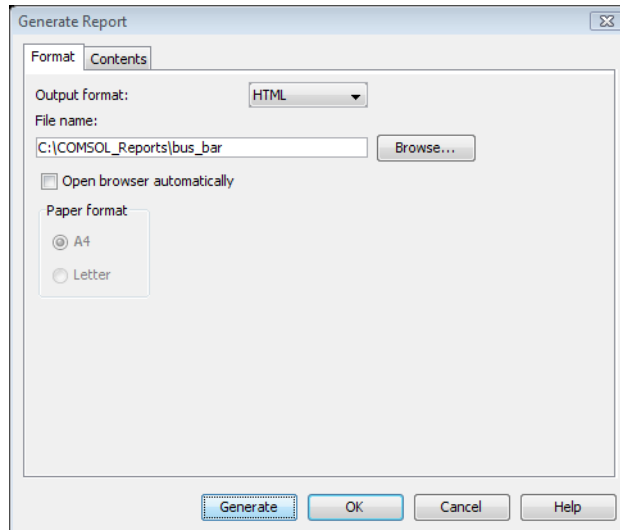 Generate Report
Format Contents
Output format: HTML
File name:
C:\COMSOL_Reports\bus_bar Browse...
Open browser automatically
Paper format
A4
Letter
Generate OK Cancel Help